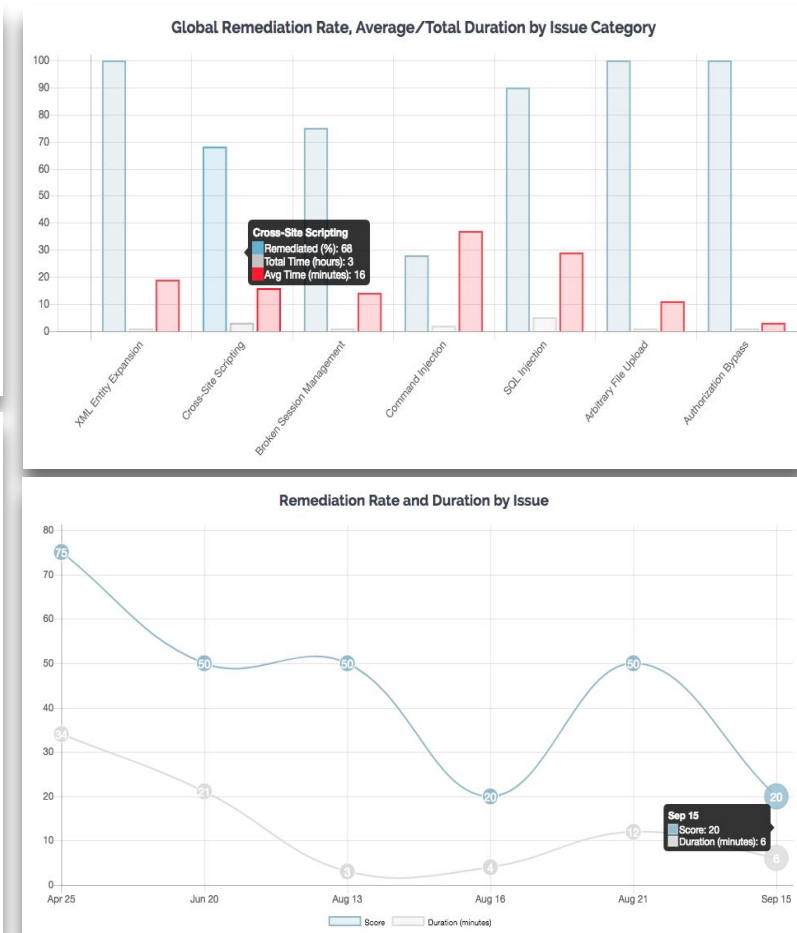 Global Remediation Rate, Average/Total Duration by Issue Category
100
90
80
70
60
50
40
30
20
10
0
Cross-Site Scripting
Remediated (%): 68
Total Time (hours): 3
Avg Time (minutes): 16
XML Entity Expansion
Cross-Site Scripting
Broken Session Management
Command Injection
SQL Injection
Arbitrary File Upload
Authorization Bypass
Remediation Rate and Duration by Issue
80
70
60
50
40
30
20
10
0
75
50
50
20
50
20
34
21
3
4
12
6
Sep 15
Score: 20
Duration (minutes): 6
Apr 25
Jun 20
Aug 13
Aug 16
Aug 21
Sep 15
Score
Duration (minutes)